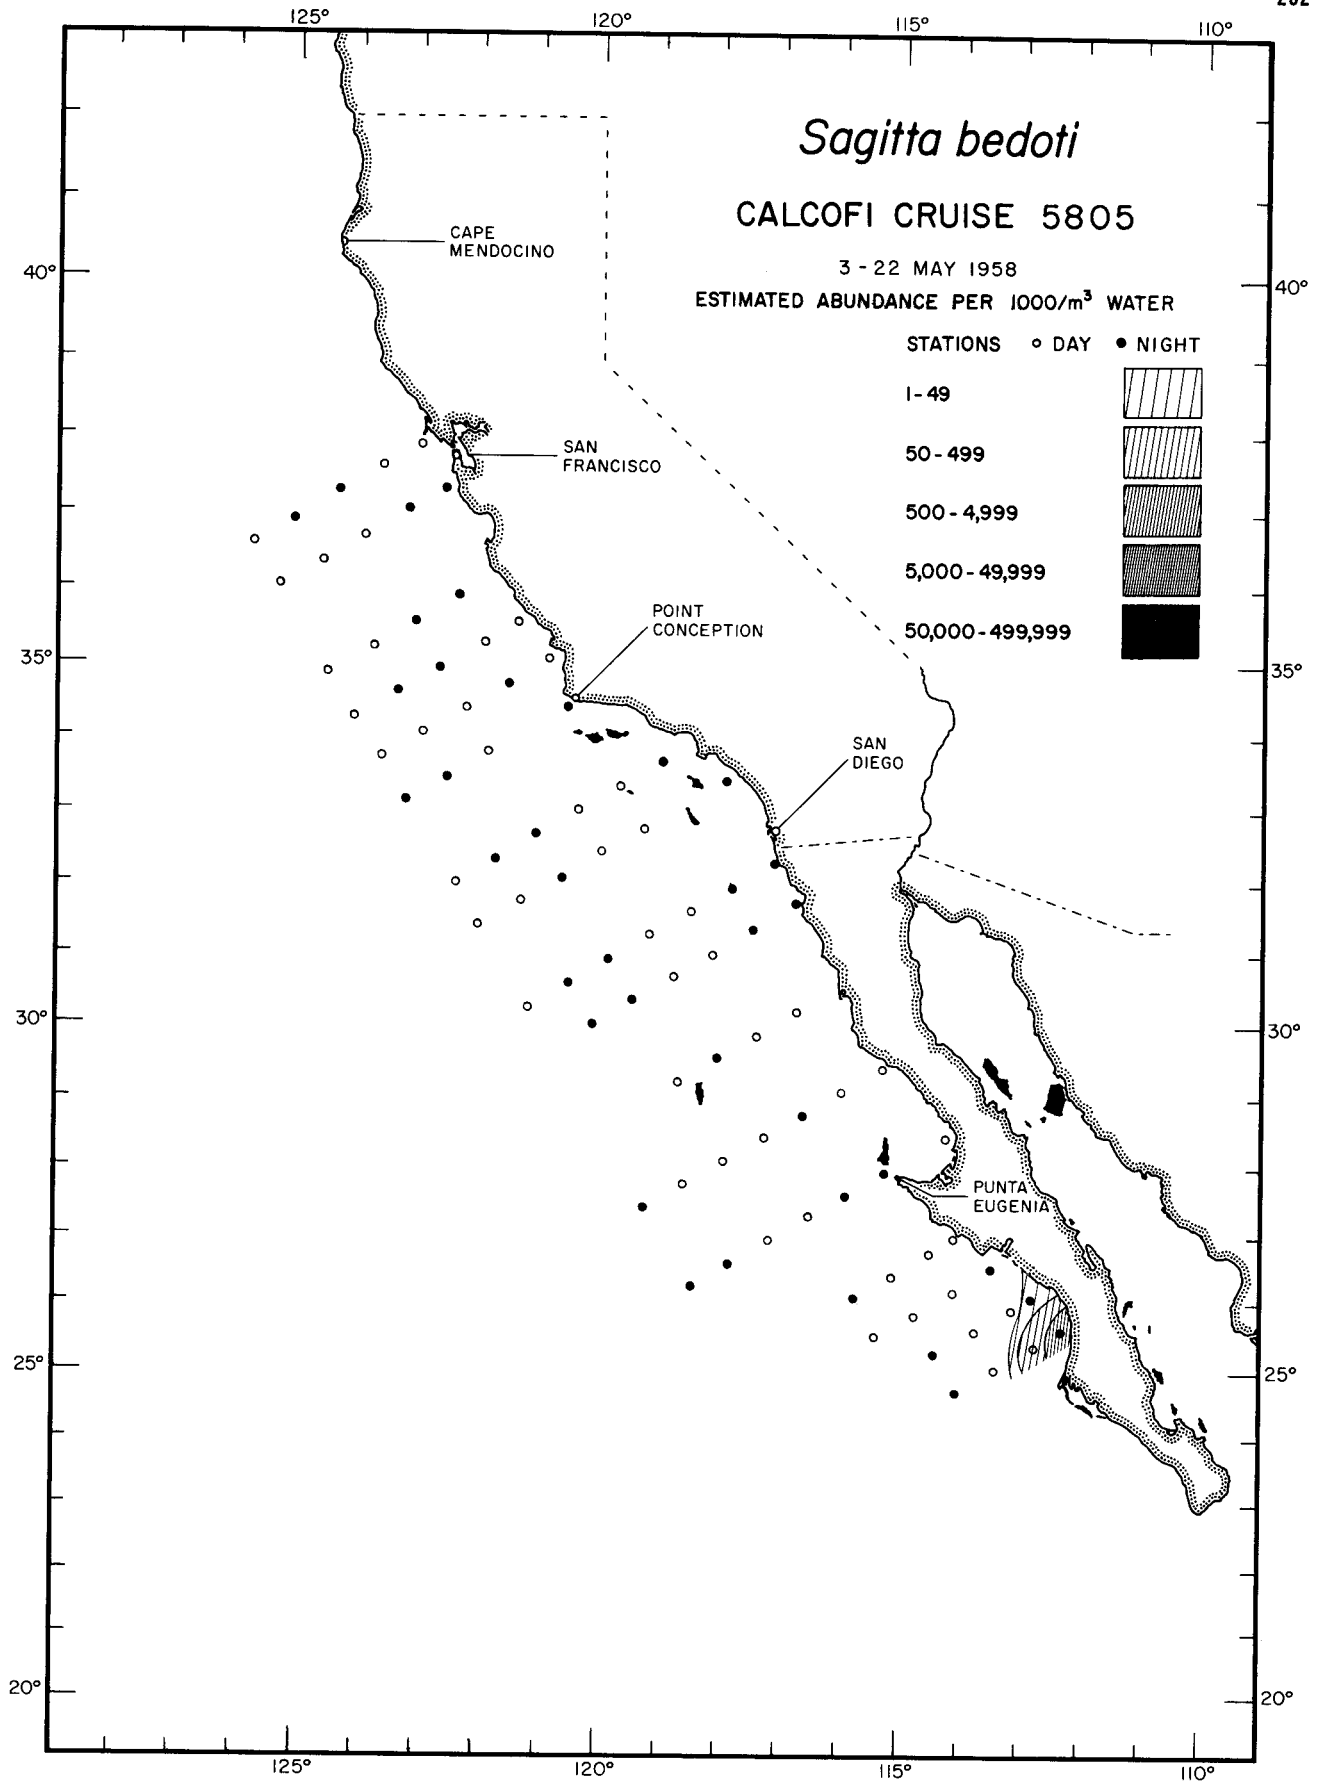 125° 120° 115° 110°
Sagitta bedoti
CALCOFI CRUISE 5805
3 - 22 MAY 1958
ESTIMATED ABUNDANCE PER 1000/m³ WATER
STATIONS ○ DAY ● NIGHT
1 - 49
50 - 499
500 - 4,999
5,000 - 49,999
50,000 - 499,999
CAPE
MENDOCINO
40° 40°
SAN
FRANCISCO
POINT
CONCEPTION
35° 35°
SAN
DIEGO
30° 30°
PUNTA
EUGENIA
25° 25°
20° 20°
125° 120° 115° 110°